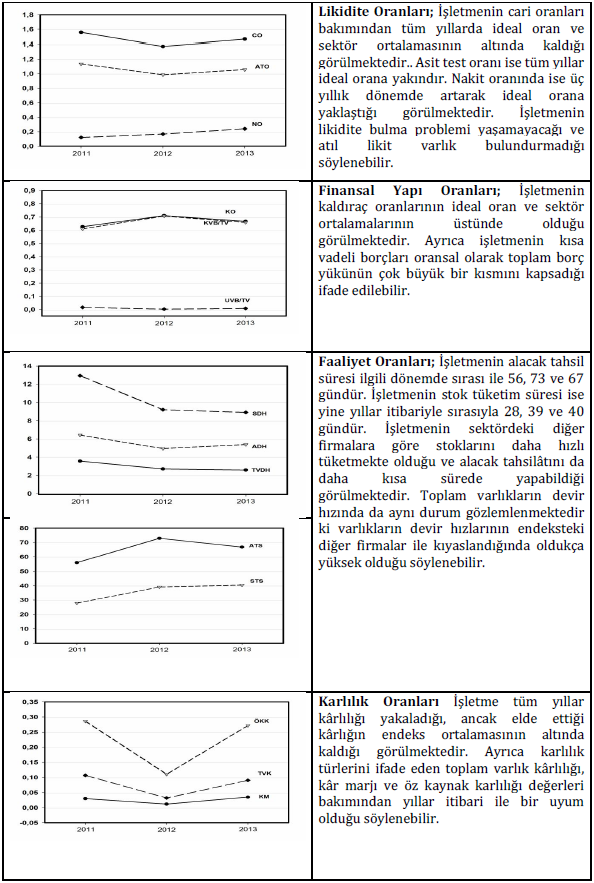 1,8
1,6
1,4
1,2
1,0
0,8
0,6
0,4
0,2
0,0
CO
ATO
NO
2011 2012 2013
Likidite Oranları; İşletmenin cari oranları
bakımından tüm yıllarda ideal oran ve
sektör ortalamasının altında kaldığı
görülmektedir.. Asit test oranı ise tüm yıllar
ideal orana yakındır. Nakit oranında ise üç
yıllık dönemde artarak ideal orana
yaklaştığı görülmektedir. İşletmenin
likidite bulma problemi yaşamayacağı ve
atıl likit varlık bulundurmadığı
söylenebilir.
0,9
0,8
0,7
0,6
0,5
0,4
0,3
0,2
0,1
0,0
KO
KVB/TV
UVB/TV
2011 2012 2013
Finansal Yapı Oranları; İşletmenin
kaldıraç oranlarının ideal oran ve sektör
ortalamalarının üstünde olduğu
görülmektedir. Ayrıca işletmenin kısa
vadeli borçları oransal olarak toplam borç
yükünün çok büyük bir kısmını kapsadığı
ifade edilebilir.
14
12
10
8
6
4
2
0
SDH
ADH
TVDH
2011 2012 2013
80
70
60
50
40
30
20
10
0
ATS
STS
2011 2012 2013
Faaliyet Oranları; İşletmenin alacak tahsil
süresi ilgili dönemde sırası ile 56, 73 ve 67
gündür. İşletmenin stok tüketim süresi ise
yine yıllar itibariyle sırasıyla 28, 39 ve 40
gündür. İşletmenin sektördeki diğer
firmalara göre stoklarını daha hızlı
tüketmekte olduğu ve alacak tahsilâtını da
daha kısa sürede yapabildiği
görülmektedir. Toplam varlıkların devir
hızında da aynı durum gözlemlenmektedir
ki varlıkların devir hızlarının endeksteki
diğer firmalar ile kıyaslandığında oldukça
yüksek olduğu söylenebilir.
0,35
0,30
0,25
0,20
0,15
0,10
0,05
0,00
-0,05
ÖKK
TVK
KM
2011 2012 2013
Karlılık Oranları İşletme tüm yıllar
kârlılığı yakaladığı, ancak elde ettiği
kârlığın endeks ortalamasının altında
kaldığı görülmektedir. Ayrıca karlılık
türlerini ifade eden toplam varlık kârlılığı,
kâr marjı ve öz kaynak karlılığı değerleri
bakımından yıllar itibari ile bir uyum
olduğu söylenebilir.